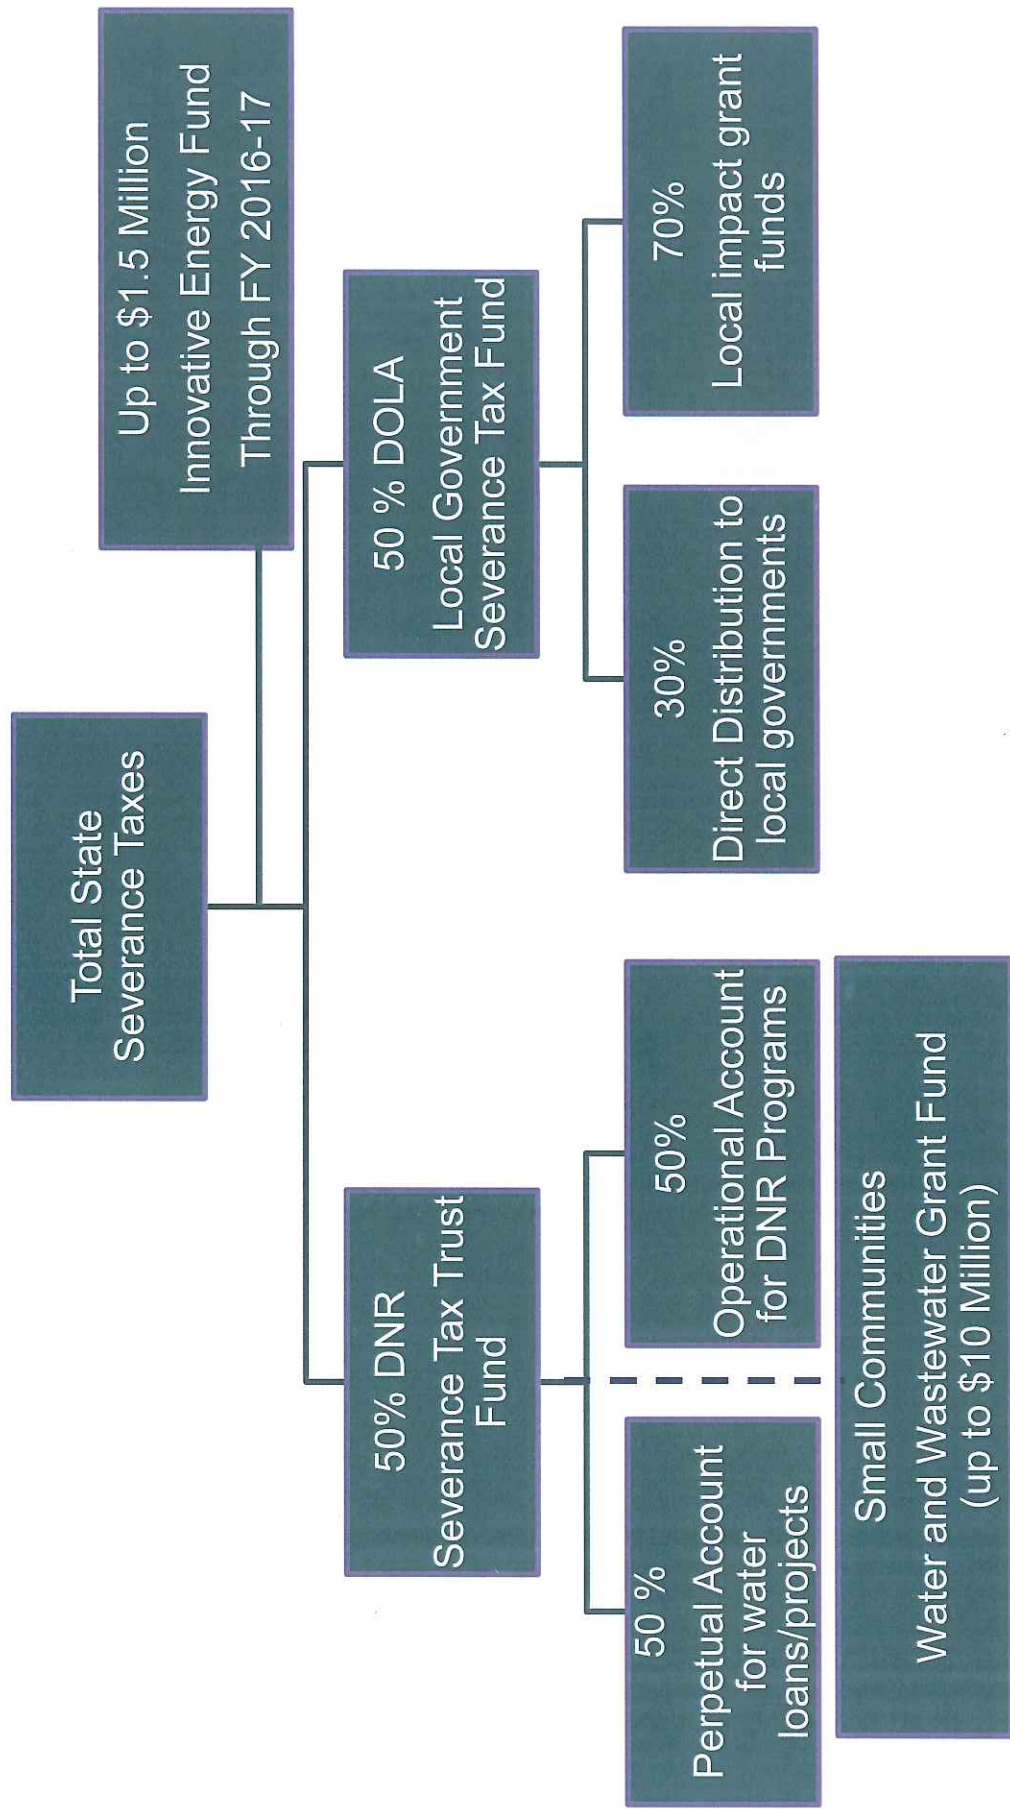 Total State
Severance Taxes
Up to $1.5 Million
Innovative Energy Fund
Through FY 2016-17
50% DNR
Severance Tax Trust
Fund
50 % DOLA
Local Government
Severance Tax Fund
50 %
Perpetual Account
for water
loans/projects
50%
Operational Account
for DNR Programs
30%
Direct Distribution to
local governments
70%
Local impact grant
funds
Small Communities
Water and Wastewater Grant Fund
(up to $10 Million)